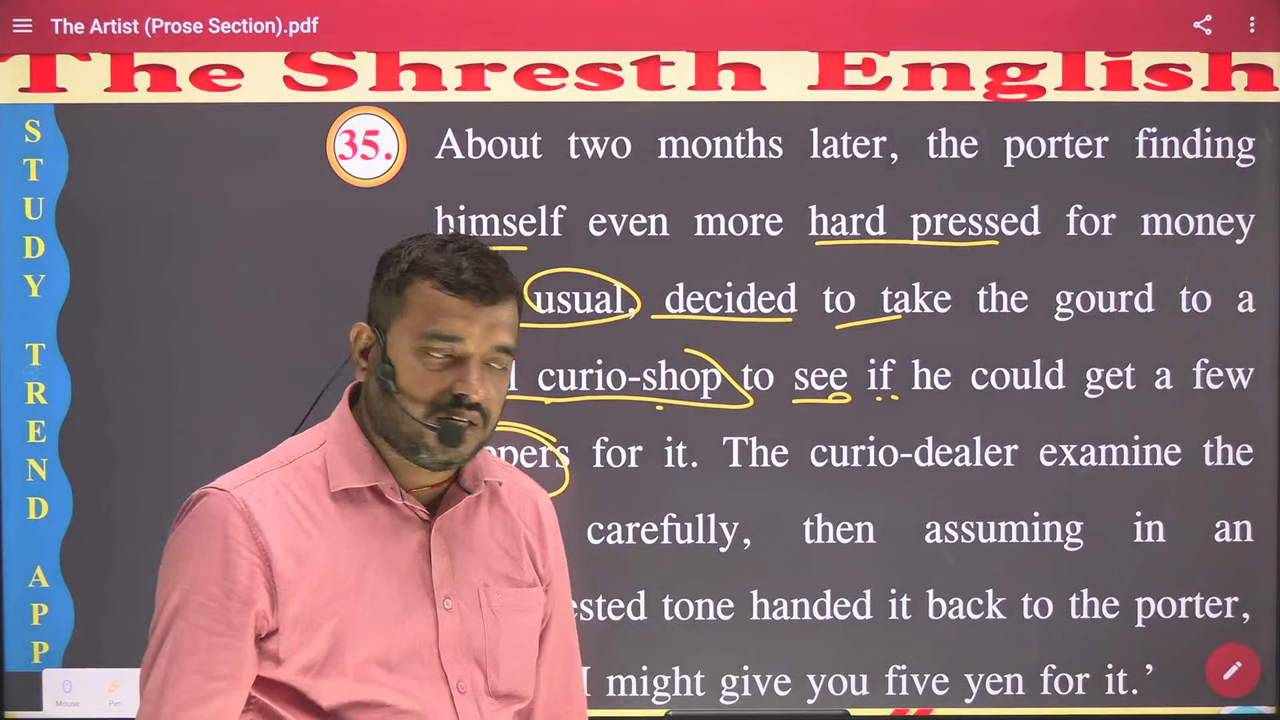 The Artist (Prose Section).pdf
The Shresth English
STUDY TREND APP
35.
About two months later, the porter finding
himself even more hard pressed for money
usual, decided to take the gourd to a
curio-shop to see if he could get a few
for it. The curio-dealer examine the
carefully, then assuming in an
tone handed it back to the porter,
I might give you five yen for it.’
Mouse
Pen